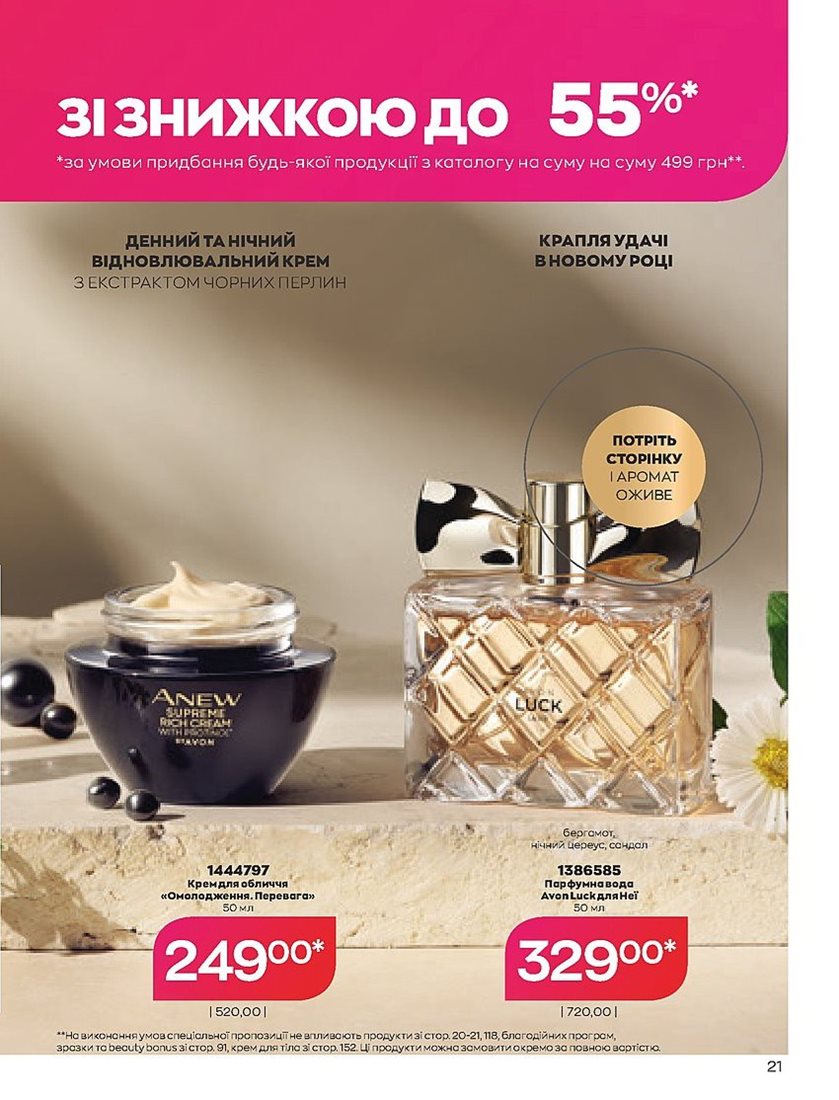 ЗІ ЗНИЖКОЮ ДО 55%*
*за умови придбання будь-якої продукції з каталогу на суму на суму 499 грн**.
ДЕННИЙ ТА НІЧНИЙ
ВІДНОВЛЮВАЛЬНИЙ КРЕМ
З ЕКСТРАКТОМ ЧОРНИХ ПЕРЛИН
КРАПЛЯ УДАЧІ
В НОВОМУ РОЦІ
ПОТРІТЬ
СТОРІНКУ
І АРОМАТ
ОЖИВЕ
ANEW
SUPREME
RICH CREAM
WITH PROTINOL
BY AVON
LUCK
бергамот,
нічний цереус, сандал
1444797
Крем для обличчя
«Омолодження. Перевага»
50 мл
24900*
|520,00|
1386585
Парфумна вода
Avon Luck для Неї
50 мл
32900*
|720,00|
**На виконання умов спеціальної пропозиції не впливають продукти зі стор. 20-21, 118, благодійних програм,
зразки та beauty bonus зі стор. 91, крем для тіла зі стор. 152. Ці продукти можна замовити окремо за повною вартістю.
21